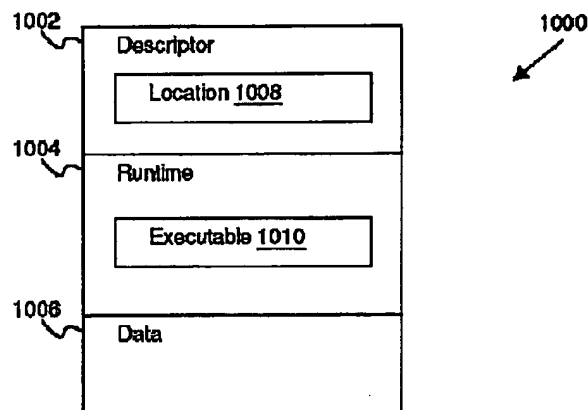 1002
Descriptor
1000
Location 1008
1004
Runtime
Executable 1010
1006
Data